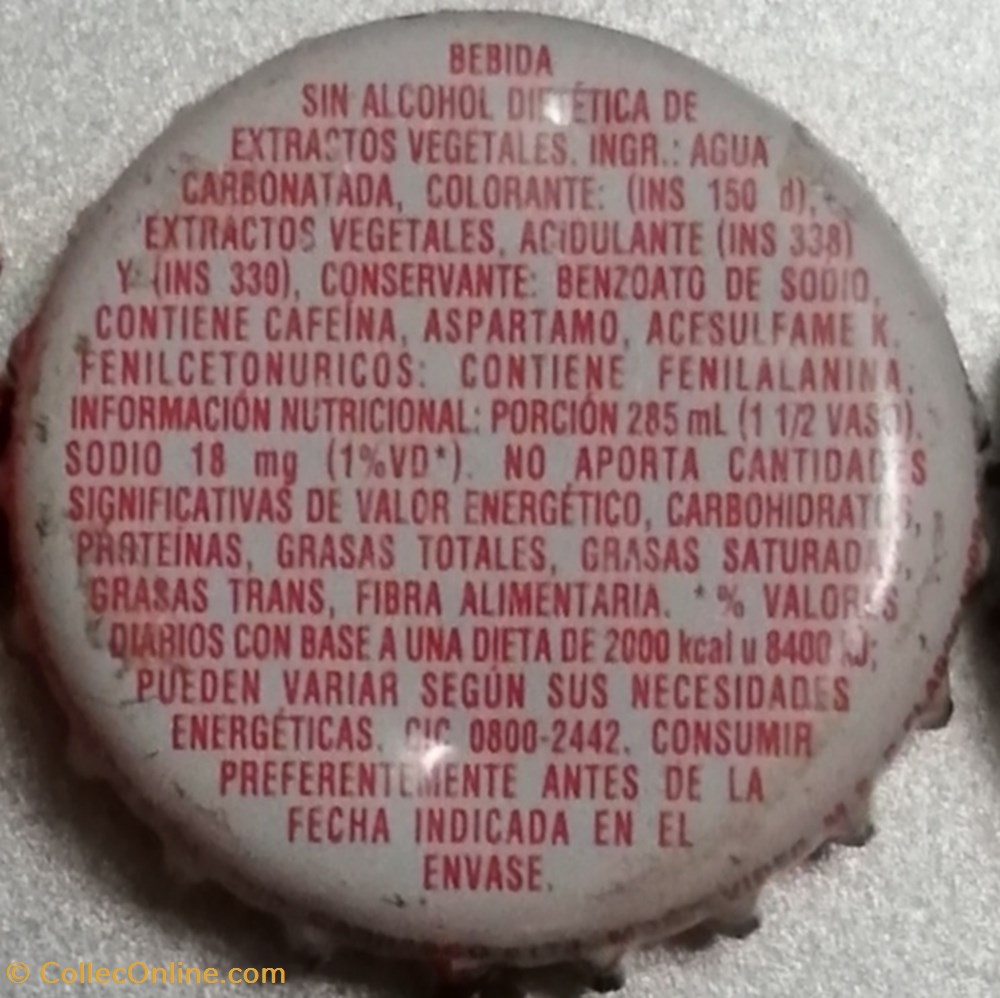 BEBIDA
SIN ALCOHOL DIETÉTICA DE
EXTRACTOS VEGETALES. INGR.: AGUA
CARBONATADA, COLORANTE: (INS 150 d),
EXTRACTOS VEGETALES, ACIDULANTE (INS 338)
Y (INS 330), CONSERVANTE: BENZOATO DE SODIO,
CONTIENE CAFEÍNA, ASPARTAMO, ACESULFAME K.
FENILCETONURICOS: CONTIENE FENILALANINA.
INFORMACIÓN NUTRICIONAL: PORCIÓN 285 mL (1 1/2 VASO).
SODIO 18 mg (1%VD*). NO APORTA CANTIDADES
SIGNIFICATIVAS DE VALOR ENERGÉTICO, CARBOHIDRATOS,
PROTEÍNAS, GRASAS TOTALES, GRASAS SATURADAS,
GRASAS TRANS, FIBRA ALIMENTARIA. *% VALORES
DIARIOS CON BASE A UNA DIETA DE 2000 kcal u 8400 kJ;
PUEDEN VARIAR SEGÚN SUS NECESIDADES
ENERGÉTICAS. CIC 0800-2442. CONSUMIR
PREFERENTEMENTE ANTES DE LA
FECHA INDICADA EN EL
ENVASE.
© CollecOnline.com